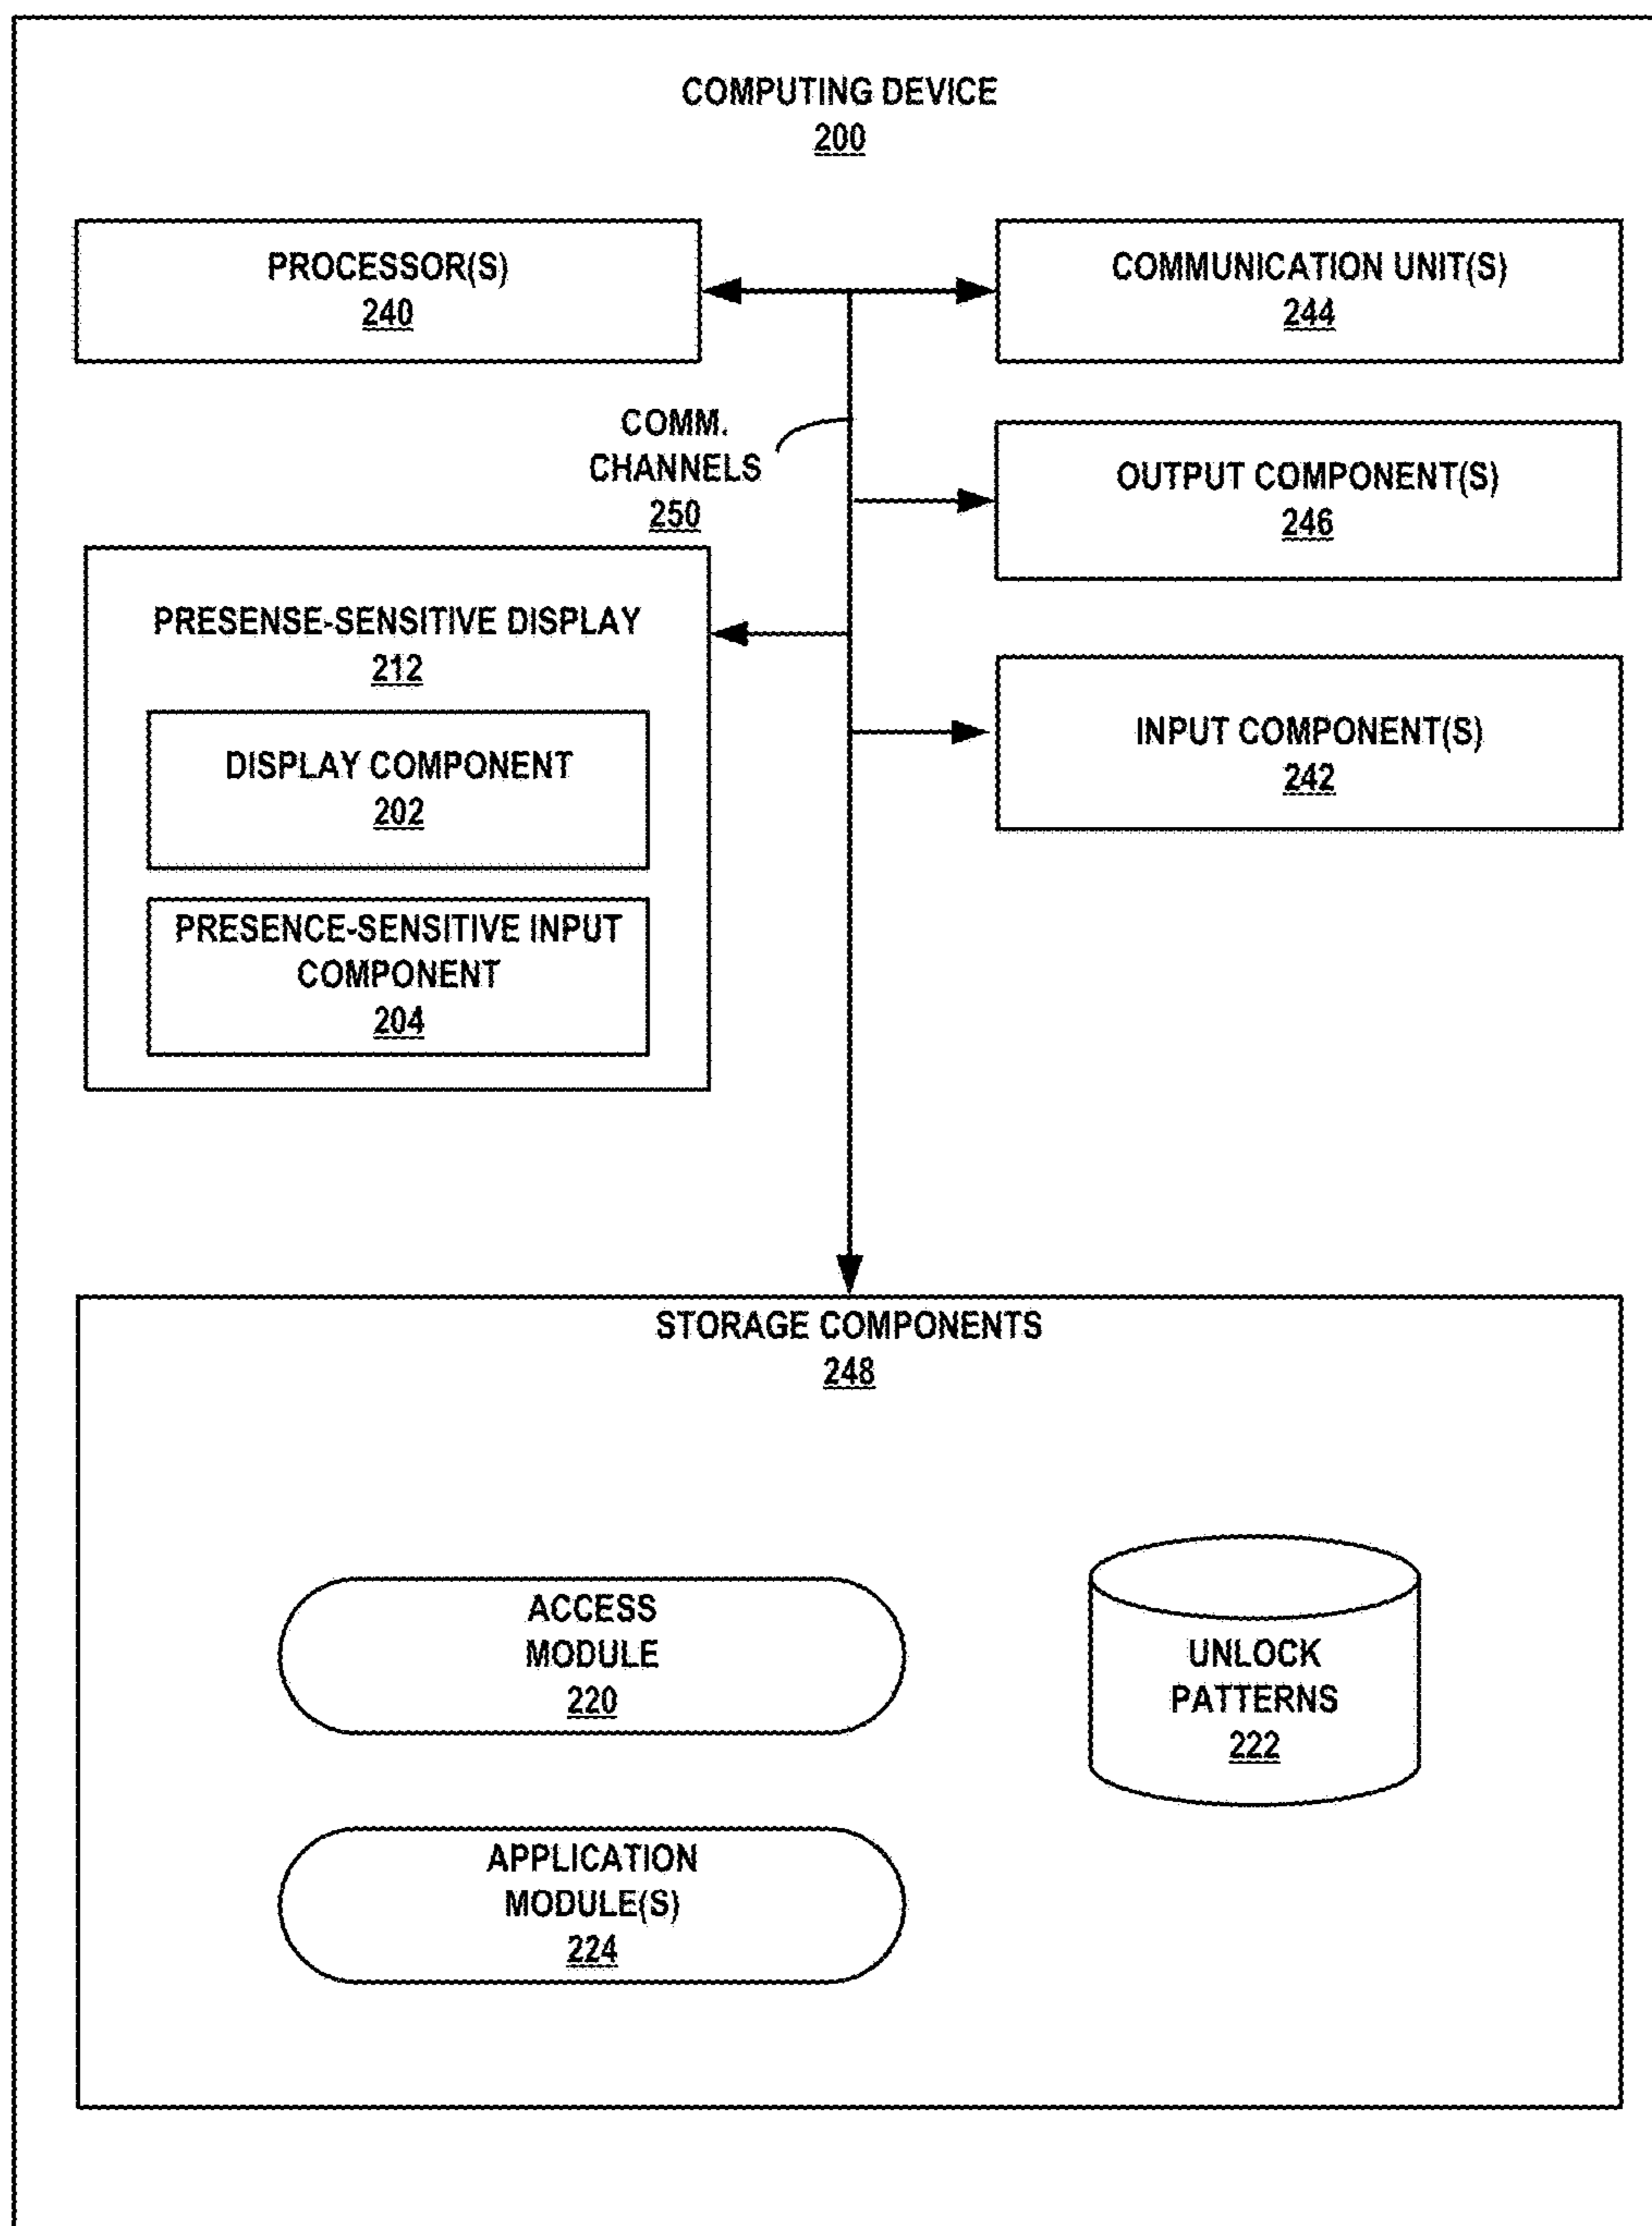 COMPUTING DEVICE
200
PROCESSOR(S)
240
COMMUNICATION UNIT(S)
244
COMM.
CHANNELS
250
OUTPUT COMPONENT(S)
246
PRESENSE-SENSITIVE DISPLAY
212
DISPLAY COMPONENT
202
PRESENCE-SENSITIVE INPUT
COMPONENT
204
INPUT COMPONENT(S)
242
STORAGE COMPONENTS
248
ACCESS
MODULE
220
UNLOCK
PATTERNS
222
APPLICATION
MODULE(S)
224